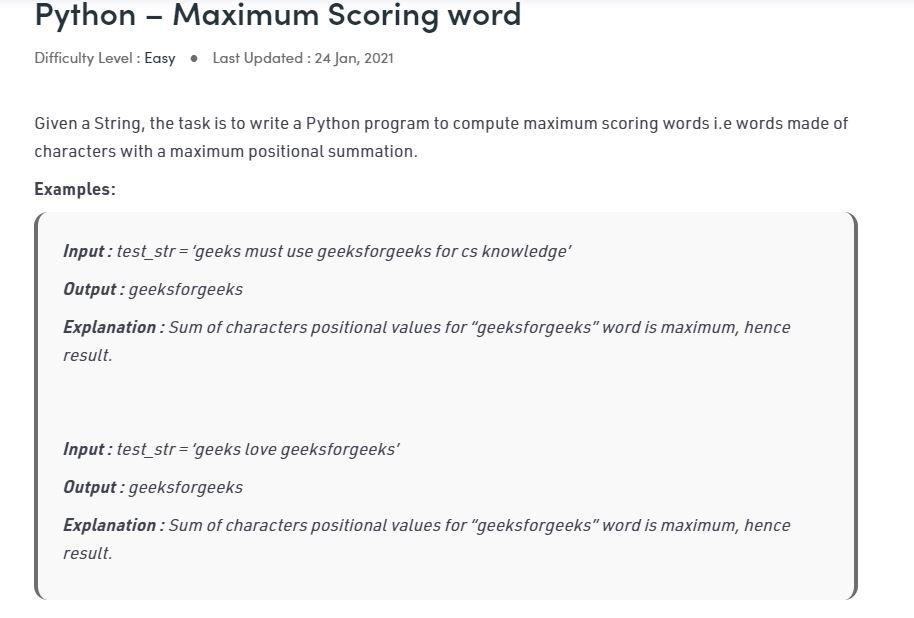 Python – Maximum Scoring word
Difficulty Level : Easy ● Last Updated : 24 Jan, 2021
Given a String, the task is to write a Python program to compute maximum scoring words i.e words made of
characters with a maximum positional summation.
Examples:
Input : test_str = ‘geeks must use geeksforgeeks for cs knowledge’
Output : geeksforgeeks
Explanation : Sum of characters positional values for “geeksforgeeks” word is maximum, hence
result.
Input : test_str = ‘geeks love geeksforgeeks’
Output : geeksforgeeks
Explanation : Sum of characters positional values for “geeksforgeeks” word is maximum, hence
result.